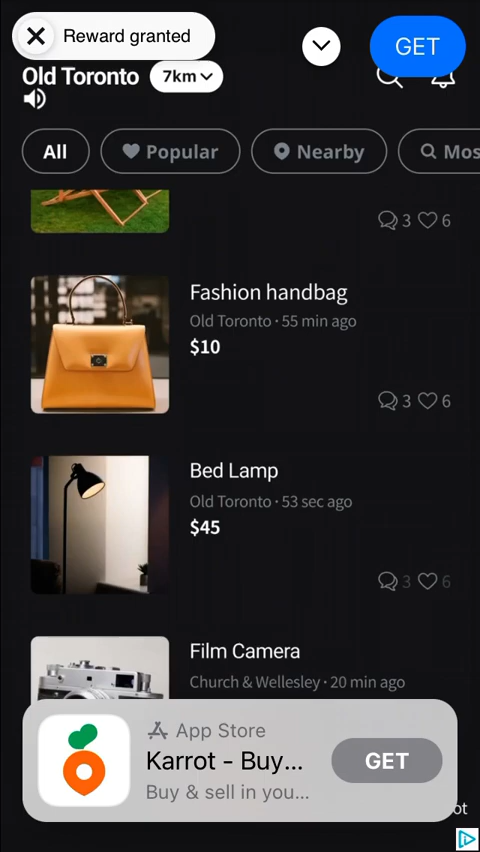 Reward granted
GET
Old Toronto 7km
All Popular Nearby Mos
3 6
Fashion handbag
Old Toronto · 55 min ago
$10
3 6
Bed Lamp
Old Toronto · 53 sec ago
$45
3 6
Film Camera
Church & Wellesley · 20 min ago
App Store
Karrot - Buy...
GET
Buy & sell in you...
ot